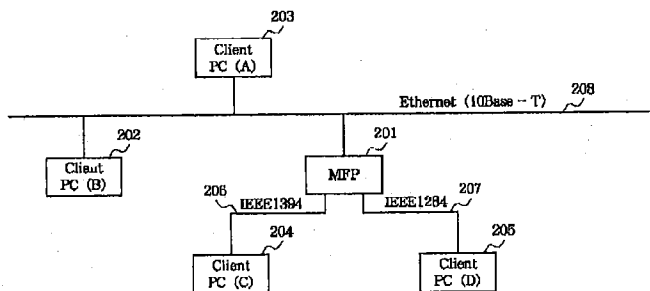 203
Client
PC (A)
Ethernet (10Base-T)
208
202
Client
PC (B)
201
MFP
206
IEEE1394
IEEE1284
207
204
Client
PC (C)
205
Client
PC (D)